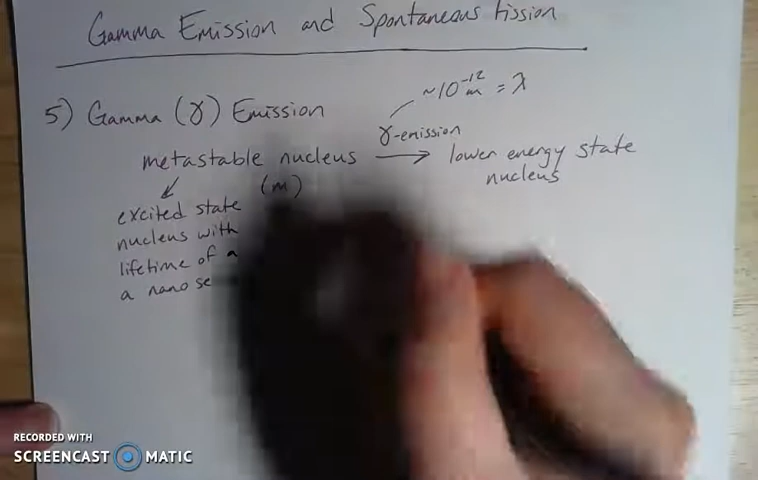 Gamma Emission and Spontaneous Fission
5) Gamma (γ) Emission
~10⁻¹² m = λ
γ-emission
metastable nucleus → lower energy state
nucleus
(m)
excited state
nucleus with
lifetime of
a nano
RECORDED WITH
SCREENCAST MATIC